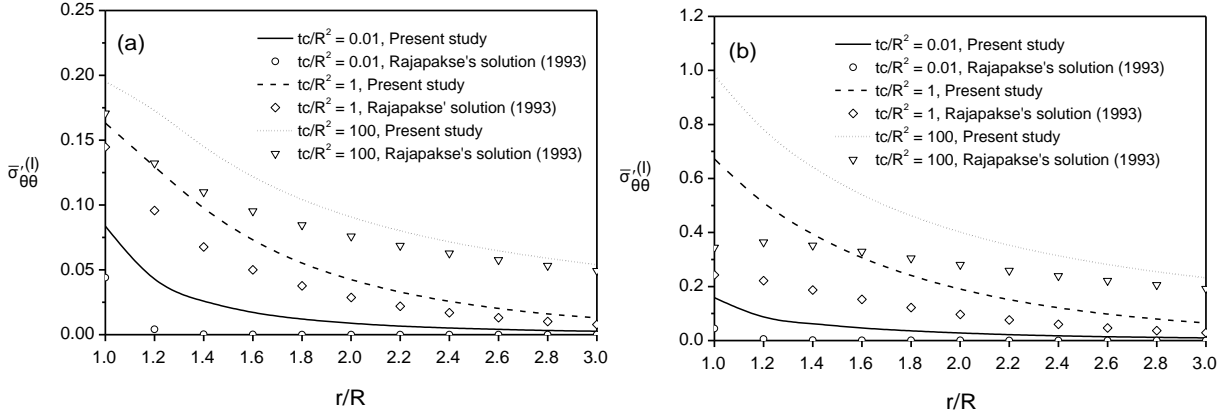 (a)
tc/R² = 0.01, Present study
tc/R² = 0.01, Rajapakse's solution (1993)
tc/R² = 1, Present study
tc/R² = 1, Rajapakse' solution (1993)
tc/R² = 100, Present study
tc/R² = 100, Rajapakse's solution (1993)
0.25
0.20
0.15
0.10
0.05
0.00
1.0 1.2 1.4 1.6 1.8 2.0 2.2 2.4 2.6 2.8 3.0
r/R
(b)
tc/R² = 0.01, Present study
tc/R² = 0.01, Rajapakse's solution (1993)
tc/R² = 1, Present study
tc/R² = 1, Rajapakse's solution (1993)
tc/R² = 100, Present study
tc/R² = 100, Rajapakse's solution (1993)
1.2
1.0
0.8
0.6
0.4
0.2
0.0
σ̅′θθ(I)
1.0 1.2 1.4 1.6 1.8 2.0 2.2 2.4 2.6 2.8 3.0
r/R